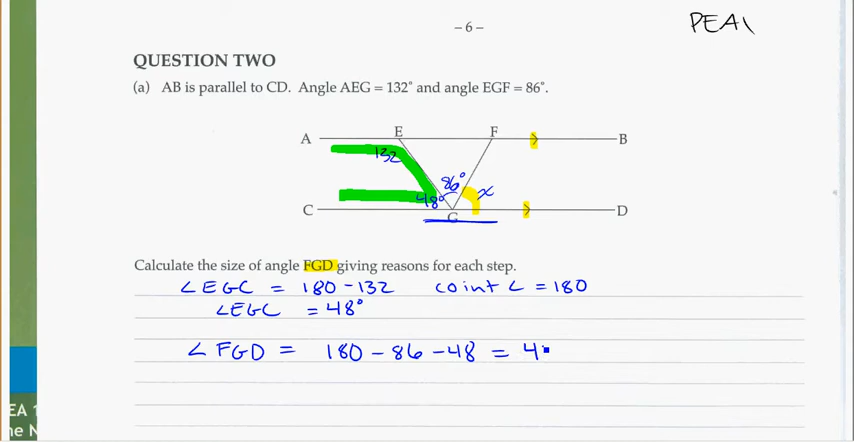 – 6 –
PEA
QUESTION TWO
(a) AB is parallel to CD. Angle AEG = 132° and angle EGF = 86°.
A E F B
132
86°
48° x
C G D
Calculate the size of angle FGD giving reasons for each step.
∠EGC = 180 - 132 co int ∠ = 180
∠EGC = 48°
∠FGD = 180 - 86 - 48 = 4
EA 1
ne N